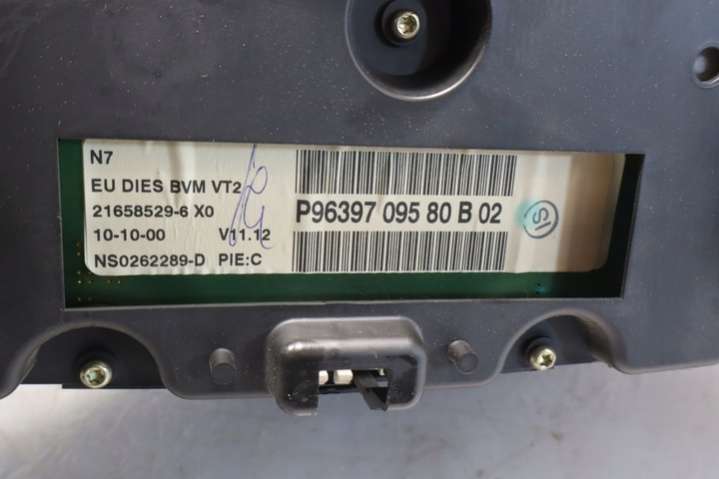 N7
EU DIES BVM VT2
21658529-6 X0
10-10-00 V11.12
NS0262289-D PIE:C
P96397 095 80 B 02